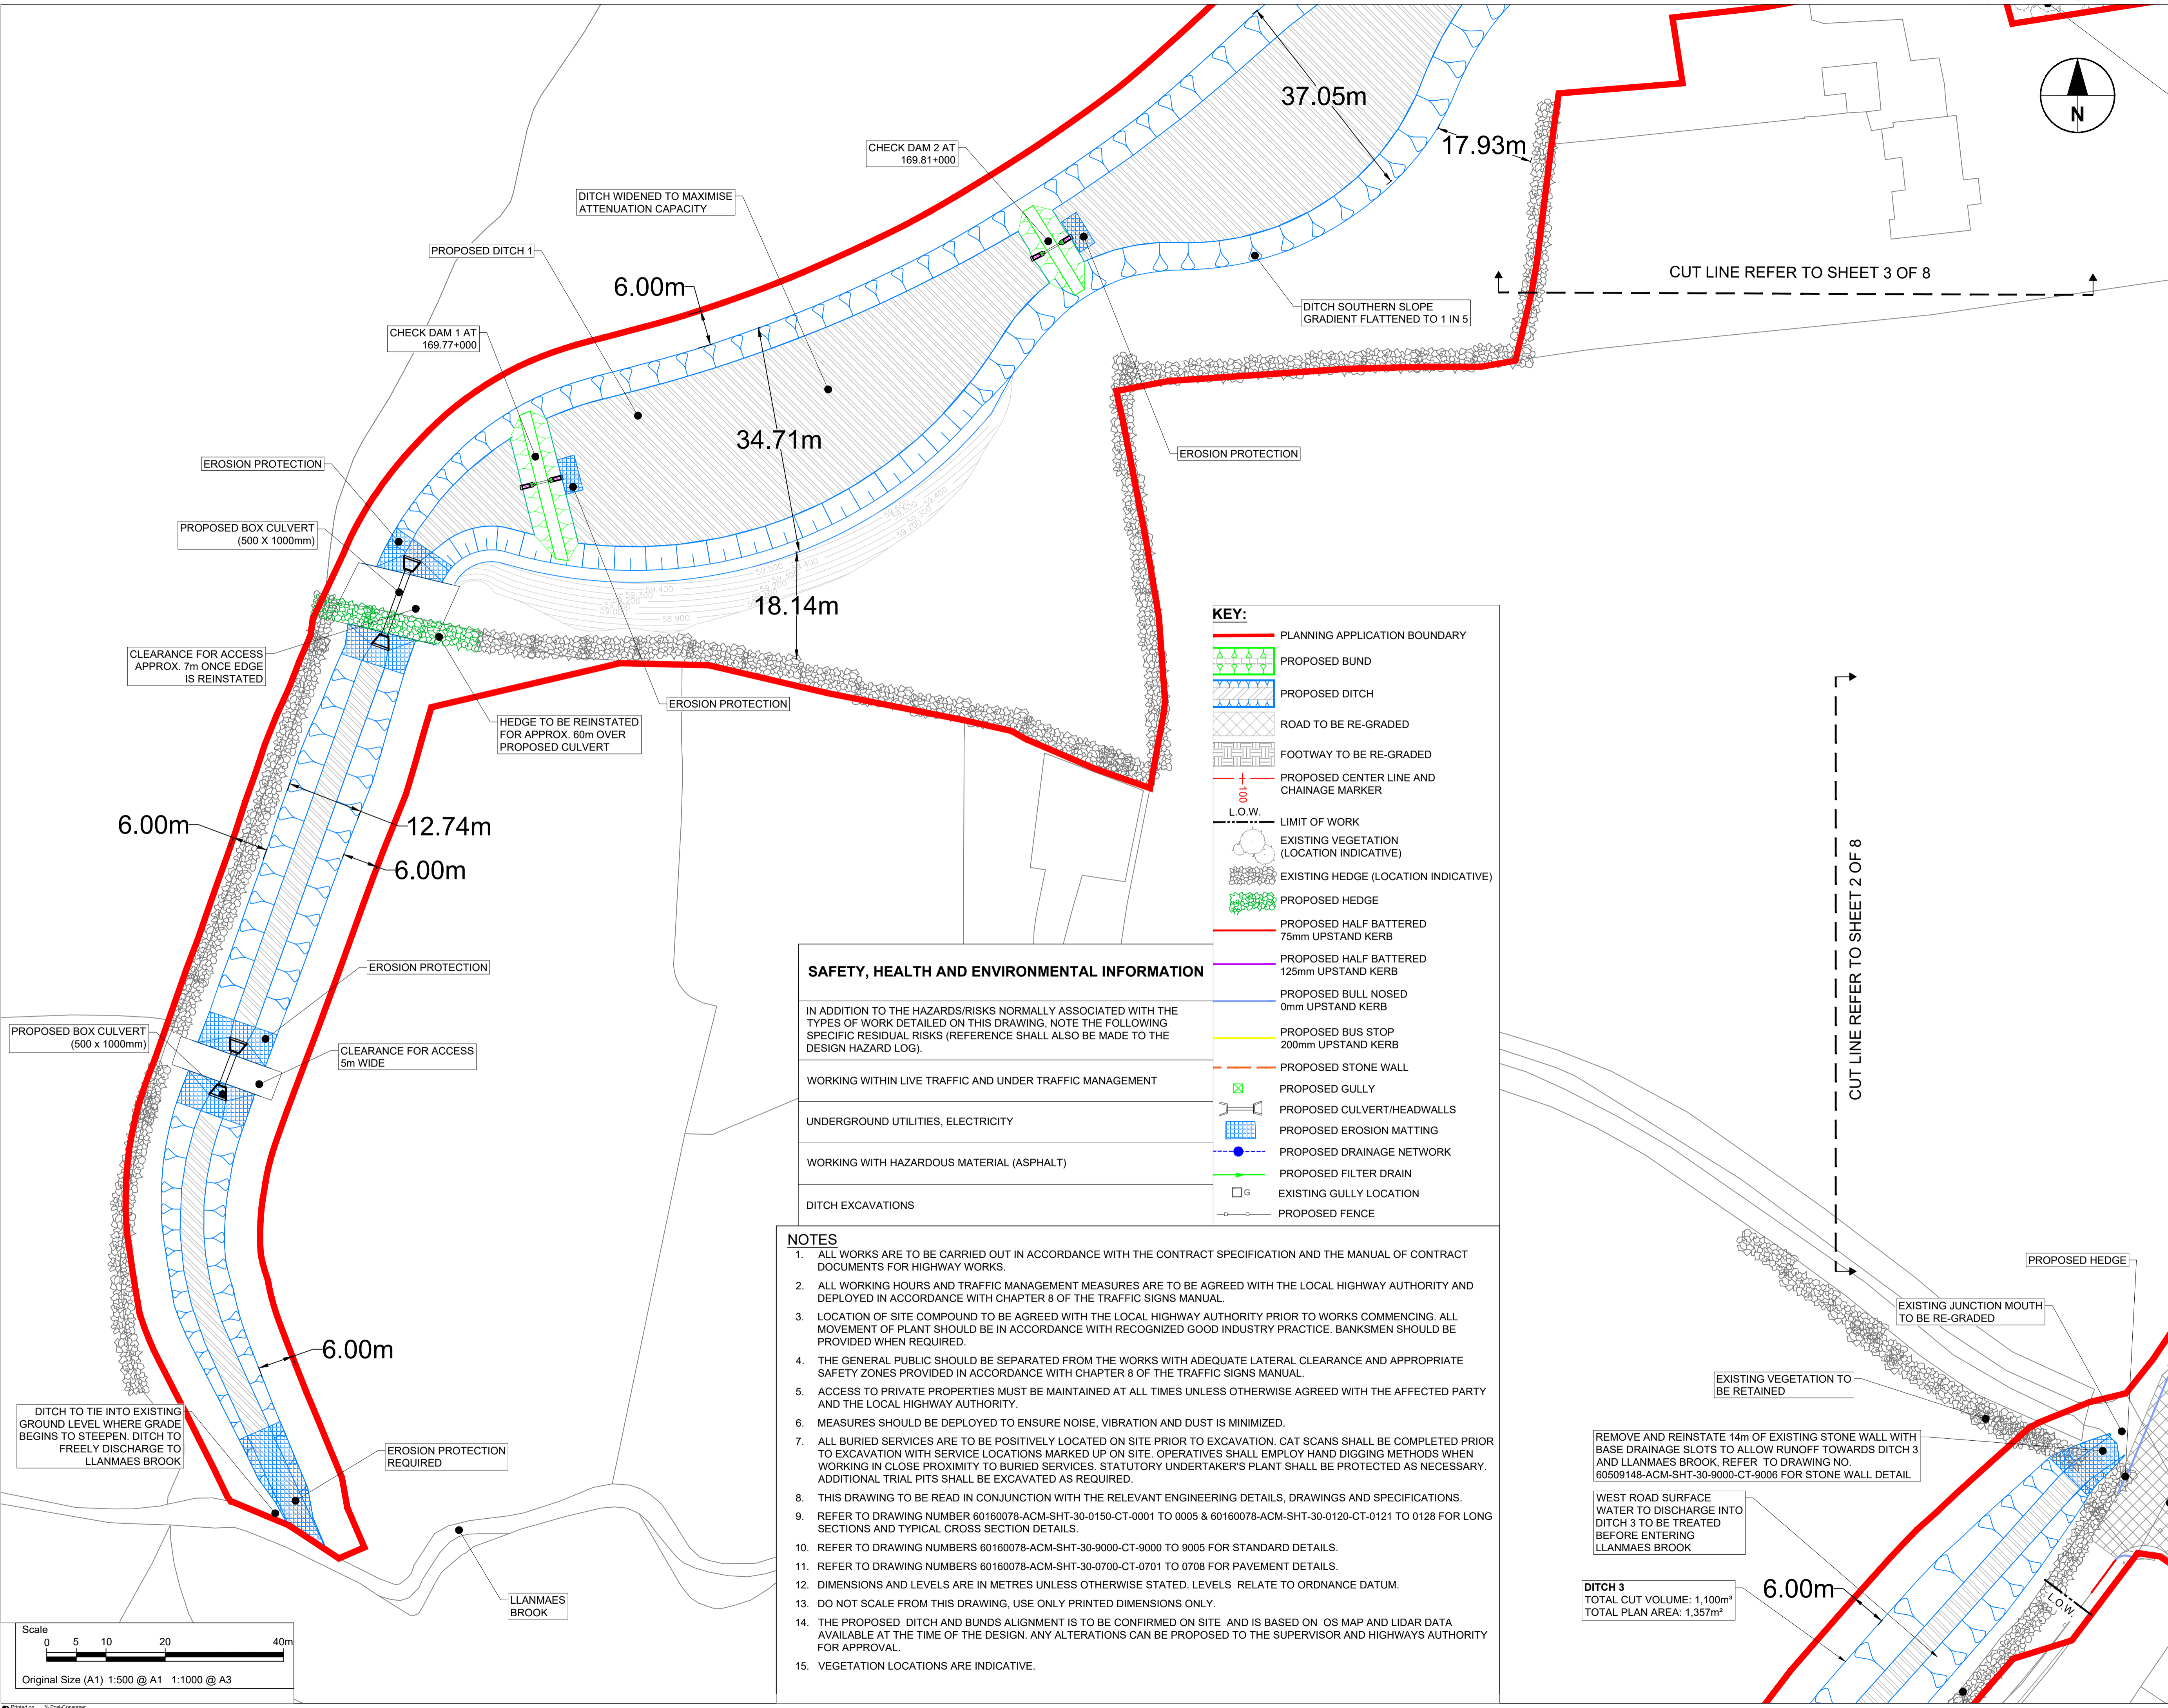 37.05m
17.93m
N
CHECK DAM 2 AT
169.81+000
DITCH WIDENED TO MAXIMISE
ATTENUATION CAPACITY
PROPOSED DITCH 1
6.00m
CHECK DAM 1 AT
169.77+000
CUT LINE REFER TO SHEET 3 OF 8
DITCH SOUTHERN SLOPE
GRADIENT FLATTENED TO 1 IN 5
34.71m
EROSION PROTECTION
EROSION PROTECTION
PROPOSED BOX CULVERT
(500 X 1000mm)
18.14m
59.400
58.900
CLEARANCE FOR ACCESS
APPROX. 7m ONCE EDGE
IS REINSTATED
EROSION PROTECTION
HEDGE TO BE REINSTATED
FOR APPROX. 60m OVER
PROPOSED CULVERT
6.00m
12.74m
6.00m
EROSION PROTECTION
PROPOSED BOX CULVERT
(500 x 1000mm)
CLEARANCE FOR ACCESS
5m WIDE
6.00m
DITCH TO TIE INTO EXISTING
GROUND LEVEL WHERE GRADE
BEGINS TO STEEPEN. DITCH TO
FREELY DISCHARGE TO
LLANMAES BROOK
EROSION PROTECTION
REQUIRED
LLANMAES
BROOK
Scale
0 5 10 20 40m
Original Size (A1) 1:500 @ A1 1:1000 @ A3
Printed on % Post-Consumer
KEY:
PLANNING APPLICATION BOUNDARY
PROPOSED BUND
PROPOSED DITCH
ROAD TO BE RE-GRADED
FOOTWAY TO BE RE-GRADED
100
PROPOSED CENTER LINE AND
CHAINAGE MARKER
L.O.W.
LIMIT OF WORK
EXISTING VEGETATION
(LOCATION INDICATIVE)
EXISTING HEDGE (LOCATION INDICATIVE)
PROPOSED HEDGE
PROPOSED HALF BATTERED
75mm UPSTAND KERB
PROPOSED HALF BATTERED
125mm UPSTAND KERB
PROPOSED BULL NOSED
0mm UPSTAND KERB
PROPOSED BUS STOP
200mm UPSTAND KERB
PROPOSED STONE WALL
PROPOSED GULLY
PROPOSED CULVERT/HEADWALLS
PROPOSED EROSION MATTING
PROPOSED DRAINAGE NETWORK
PROPOSED FILTER DRAIN
G EXISTING GULLY LOCATION
PROPOSED FENCE
SAFETY, HEALTH AND ENVIRONMENTAL INFORMATION
IN ADDITION TO THE HAZARDS/RISKS NORMALLY ASSOCIATED WITH THE
TYPES OF WORK DETAILED ON THIS DRAWING, NOTE THE FOLLOWING
SPECIFIC RESIDUAL RISKS (REFERENCE SHALL ALSO BE MADE TO THE
DESIGN HAZARD LOG).
WORKING WITHIN LIVE TRAFFIC AND UNDER TRAFFIC MANAGEMENT
UNDERGROUND UTILITIES, ELECTRICITY
WORKING WITH HAZARDOUS MATERIAL (ASPHALT)
DITCH EXCAVATIONS
NOTES
1. ALL WORKS ARE TO BE CARRIED OUT IN ACCORDANCE WITH THE CONTRACT SPECIFICATION AND THE MANUAL OF CONTRACT
DOCUMENTS FOR HIGHWAY WORKS.
2. ALL WORKING HOURS AND TRAFFIC MANAGEMENT MEASURES ARE TO BE AGREED WITH THE LOCAL HIGHWAY AUTHORITY AND
DEPLOYED IN ACCORDANCE WITH CHAPTER 8 OF THE TRAFFIC SIGNS MANUAL.
3. LOCATION OF SITE COMPOUND TO BE AGREED WITH THE LOCAL HIGHWAY AUTHORITY PRIOR TO WORKS COMMENCING. ALL
MOVEMENT OF PLANT SHOULD BE IN ACCORDANCE WITH RECOGNIZED GOOD INDUSTRY PRACTICE. BANKSMEN SHOULD BE
PROVIDED WHEN REQUIRED.
4. THE GENERAL PUBLIC SHOULD BE SEPARATED FROM THE WORKS WITH ADEQUATE LATERAL CLEARANCE AND APPROPRIATE
SAFETY ZONES PROVIDED IN ACCORDANCE WITH CHAPTER 8 OF THE TRAFFIC SIGNS MANUAL.
5. ACCESS TO PRIVATE PROPERTIES MUST BE MAINTAINED AT ALL TIMES UNLESS OTHERWISE AGREED WITH THE AFFECTED PARTY
AND THE LOCAL HIGHWAY AUTHORITY.
6. MEASURES SHOULD BE DEPLOYED TO ENSURE NOISE, VIBRATION AND DUST IS MINIMIZED.
7. ALL BURIED SERVICES ARE TO BE POSITIVELY LOCATED ON SITE PRIOR TO EXCAVATION. CAT SCANS SHALL BE COMPLETED PRIOR
TO EXCAVATION WITH SERVICE LOCATIONS MARKED UP ON SITE. OPERATIVES SHALL EMPLOY HAND DIGGING METHODS WHEN
WORKING IN CLOSE PROXIMITY TO BURIED SERVICES. STATUTORY UNDERTAKER'S PLANT SHALL BE PROTECTED AS NECESSARY.
ADDITIONAL TRIAL PITS SHALL BE EXCAVATED AS REQUIRED.
8. THIS DRAWING TO BE READ IN CONJUNCTION WITH THE RELEVANT ENGINEERING DETAILS, DRAWINGS AND SPECIFICATIONS.
9. REFER TO DRAWING NUMBER 60160078-ACM-SHT-30-0150-CT-0001 TO 0005 & 60160078-ACM-SHT-30-0120-CT-0121 TO 0128 FOR LONG
SECTIONS AND TYPICAL CROSS SECTION DETAILS.
10. REFER TO DRAWING NUMBERS 60160078-ACM-SHT-30-9000-CT-9000 TO 9005 FOR STANDARD DETAILS.
11. REFER TO DRAWING NUMBERS 60160078-ACM-SHT-30-0700-CT-0701 TO 0708 FOR PAVEMENT DETAILS.
12. DIMENSIONS AND LEVELS ARE IN METRES UNLESS OTHERWISE STATED. LEVELS RELATE TO ORDNANCE DATUM.
13. DO NOT SCALE FROM THIS DRAWING, USE ONLY PRINTED DIMENSIONS ONLY.
14. THE PROPOSED DITCH AND BUNDS ALIGNMENT IS TO BE CONFIRMED ON SITE AND IS BASED ON OS MAP AND LIDAR DATA
AVAILABLE AT THE TIME OF THE DESIGN. ANY ALTERATIONS CAN BE PROPOSED TO THE SUPERVISOR AND HIGHWAYS AUTHORITY
FOR APPROVAL.
15. VEGETATION LOCATIONS ARE INDICATIVE.
CUT LINE REFER TO SHEET 2 OF 8
PROPOSED HEDGE
EXISTING JUNCTION MOUTH
TO BE RE-GRADED
EXISTING VEGETATION TO
BE RETAINED
REMOVE AND REINSTATE 14m OF EXISTING STONE WALL WITH
BASE DRAINAGE SLOTS TO ALLOW RUNOFF TOWARDS DITCH 3
AND LLANMAES BROOK, REFER TO DRAWING NO.
60509148-ACM-SHT-30-9000-CT-9006 FOR STONE WALL DETAIL
WEST ROAD SURFACE
WATER TO DISCHARGE INTO
DITCH 3 TO BE TREATED
BEFORE ENTERING
LLANMAES BROOK
DITCH 3
TOTAL CUT VOLUME: 1,100m³
TOTAL PLAN AREA: 1,357m²
6.00m
L.O.W.